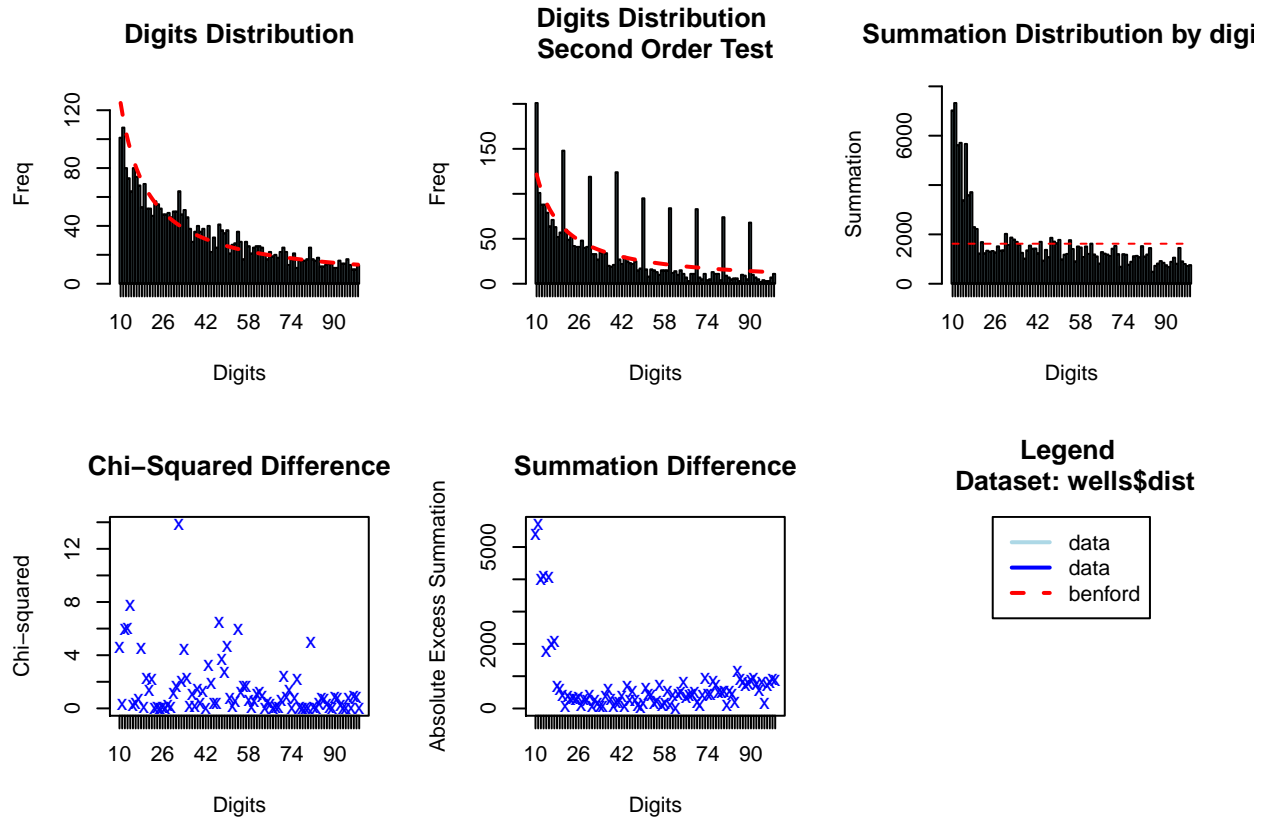 Digits Distribution
Freq
0 40 80 120
10 26 42 58 74 90
Digits
Digits Distribution
Second Order Test
Freq
0 50 150
10 26 42 58 74 90
Digits
Summation Distribution by digi
Summation
0 2000 6000
10 26 42 58 74 90
Digits
Chi−Squared Difference
Chi−squared
0 4 8 12
10 26 42 58 74 90
Digits
Summation Difference
Absolute Excess Summation
0 2000 5000
10 26 42 58 74 90
Digits
Legend
Dataset: wells$dist
data
data
benford